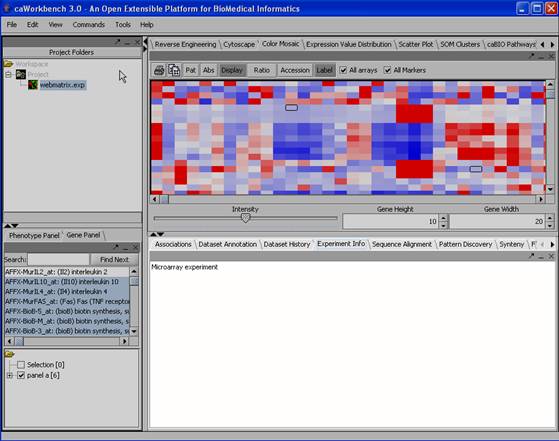 caWorkbench 3.0 - An Open Extensible Platform for BioMedical Informatics
File Edit View Commands Tools Help
Project Folders
Workspace
Project
webmatrix.exp
Reverse Engineering Cytoscape Color Mosaic Expression Value Distribution Scatter Plot SOM Clusters caBIO Pathways
Pat Abs Display Ratio Accession Label All arrays All Markers
Intensity Gene Height Gene Width
10 20
Phenotype Panel Gene Panel
Search: Find Next
AFFX-MurIL2_at: (Il2) interleukin 2
AFFX-MurIL10_at: (Il10) interleukin 10
AFFX-MurIL4_at: (Il4) interleukin 4
AFFX-MurFAS_at: (Fas) Fas (TNF recepto
AFFX-BioB-5_at: (bioB) biotin synthesis, su
AFFX-BioB-M_at: (bioB) biotin synthesis, s
AFFX-BioB-3_at: (bioB) biotin synthesis, su
Selection [0]
panel a [6]
Associations Dataset Annotation Dataset History Experiment Info Sequence Alignment Pattern Discovery Synteny
Microarray experiment